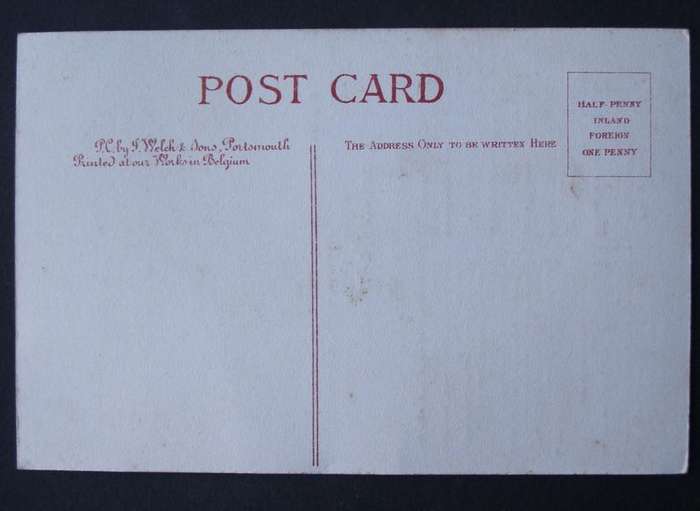 POST CARD
P.C. by J. Welch & Sons, Portsmouth
Printed at our Works in Belgium
THE ADDRESS ONLY TO BE WRITTEN HERE
HALF-PENNY
INLAND
FOREIGN
ONE PENNY